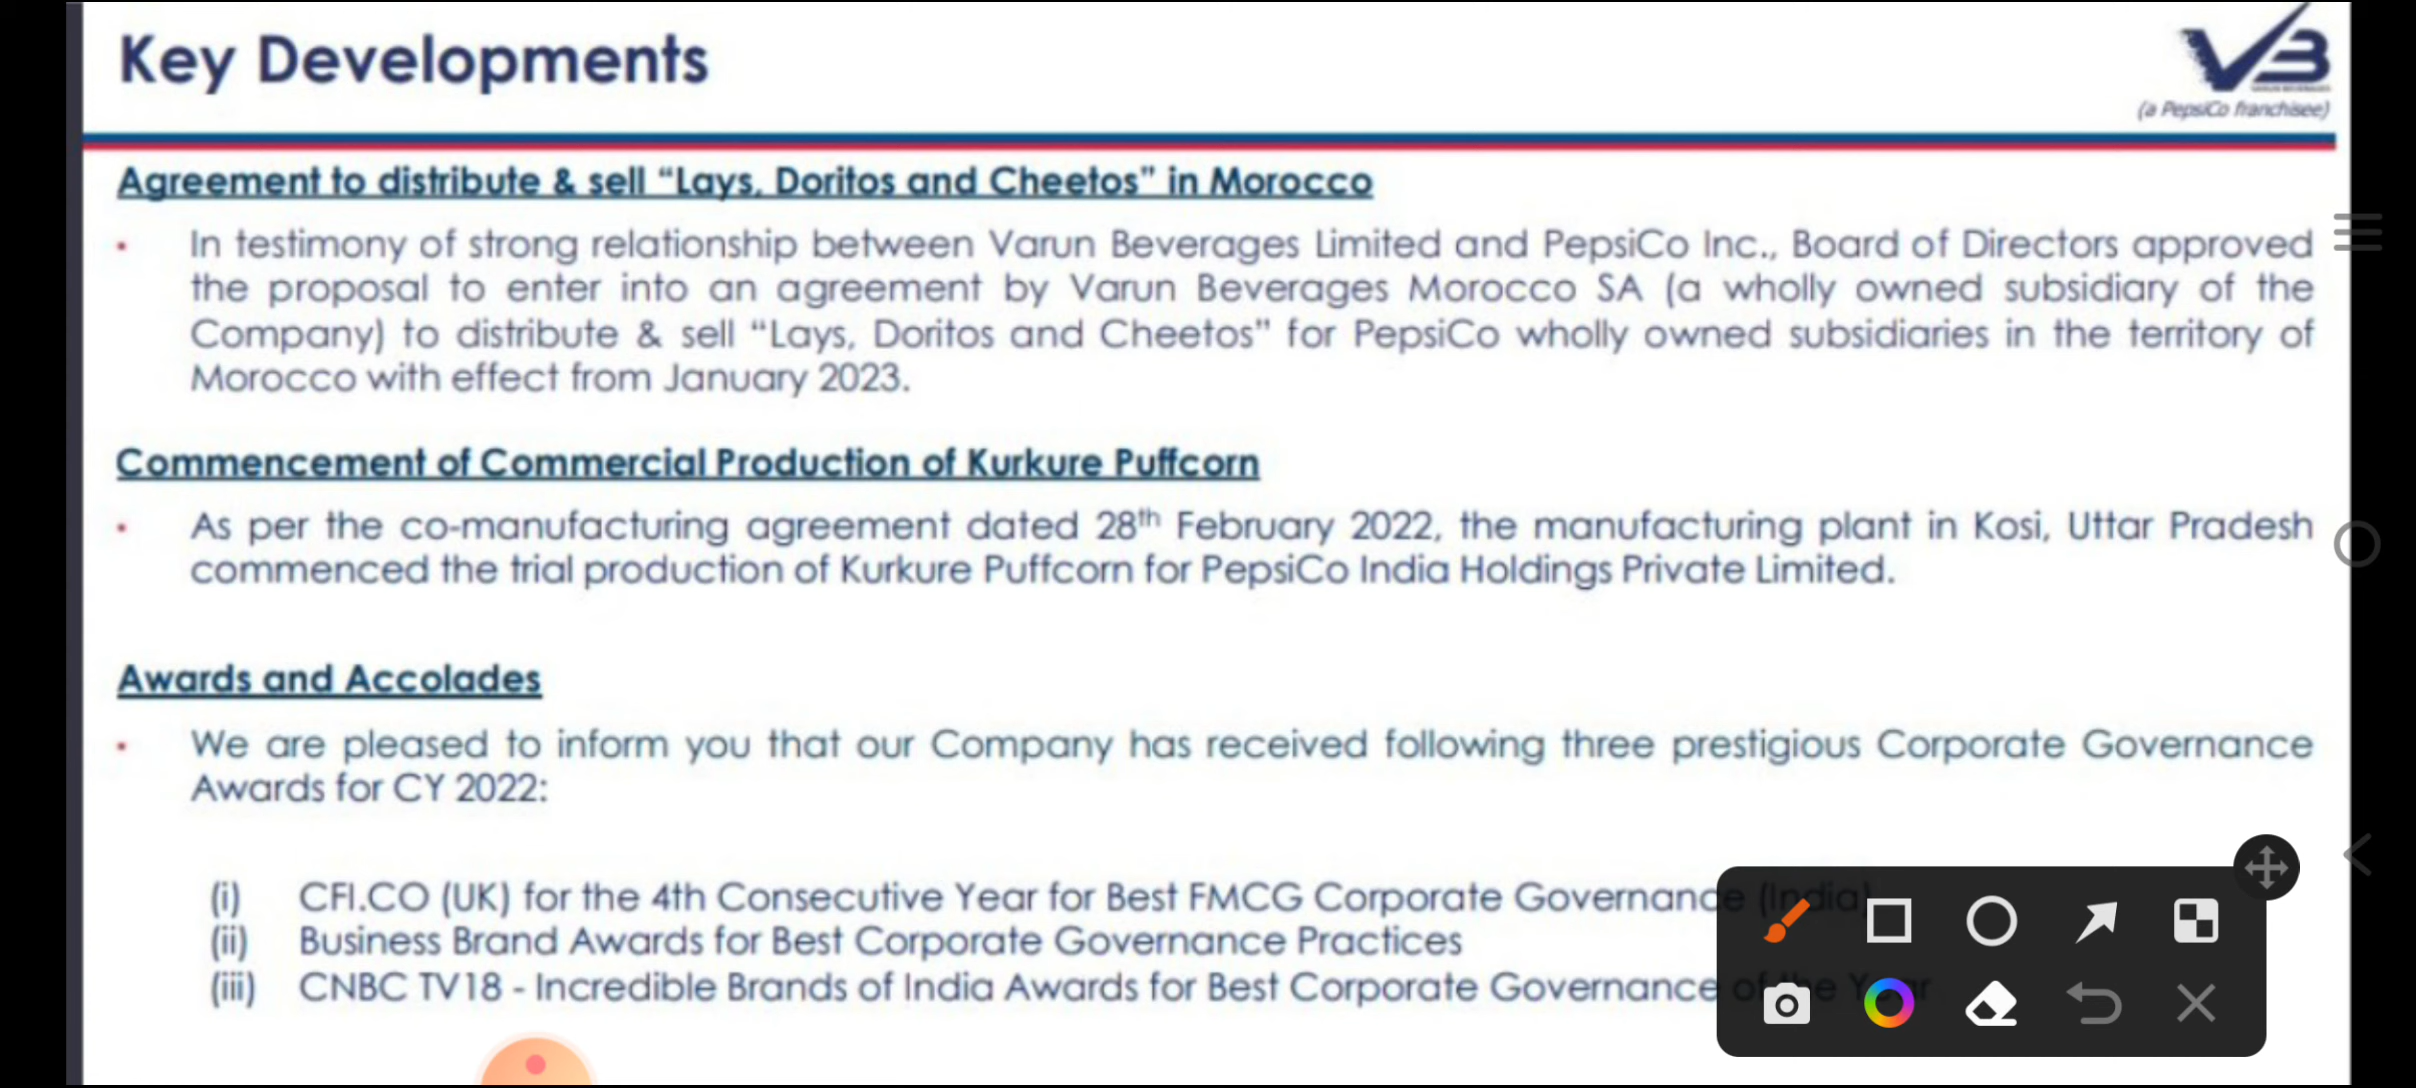 Key Developments
(a PepsiCo franchisee)
Agreement to distribute & sell “Lays, Doritos and Cheetos” in Morocco
• In testimony of strong relationship between Varun Beverages Limited and PepsiCo Inc., Board of Directors approved
the proposal to enter into an agreement by Varun Beverages Morocco SA (a wholly owned subsidiary of the
Company) to distribute & sell “Lays, Doritos and Cheetos” for PepsiCo wholly owned subsidiaries in the territory of
Morocco with effect from January 2023.
Commencement of Commercial Production of Kurkure Puffcorn
• As per the co-manufacturing agreement dated 28th February 2022, the manufacturing plant in Kosi, Uttar Pradesh
commenced the trial production of Kurkure Puffcorn for PepsiCo India Holdings Private Limited.
Awards and Accolades
• We are pleased to inform you that our Company has received following three prestigious Corporate Governance
Awards for CY 2022:
(i) CFI.CO (UK) for the 4th Consecutive Year for Best FMCG Corporate Governance (India)
(ii) Business Brand Awards for Best Corporate Governance Practices
(iii) CNBC TV18 - Incredible Brands of India Awards for Best Corporate Governance of the Year